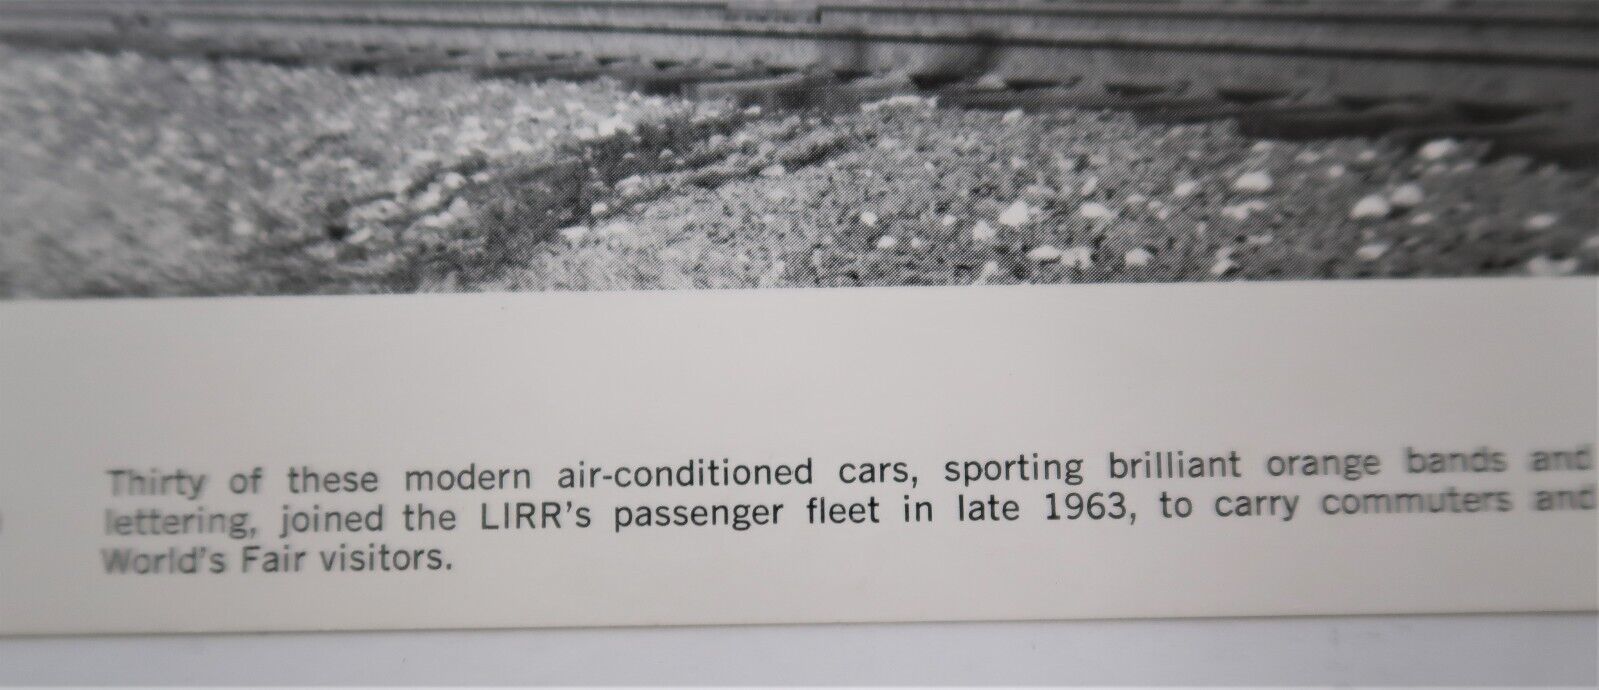 Thirty of these modern air-conditioned cars, sporting brilliant orange bands and
lettering, joined the LIRR's passenger fleet in late 1963, to carry commuters and
World's Fair visitors.